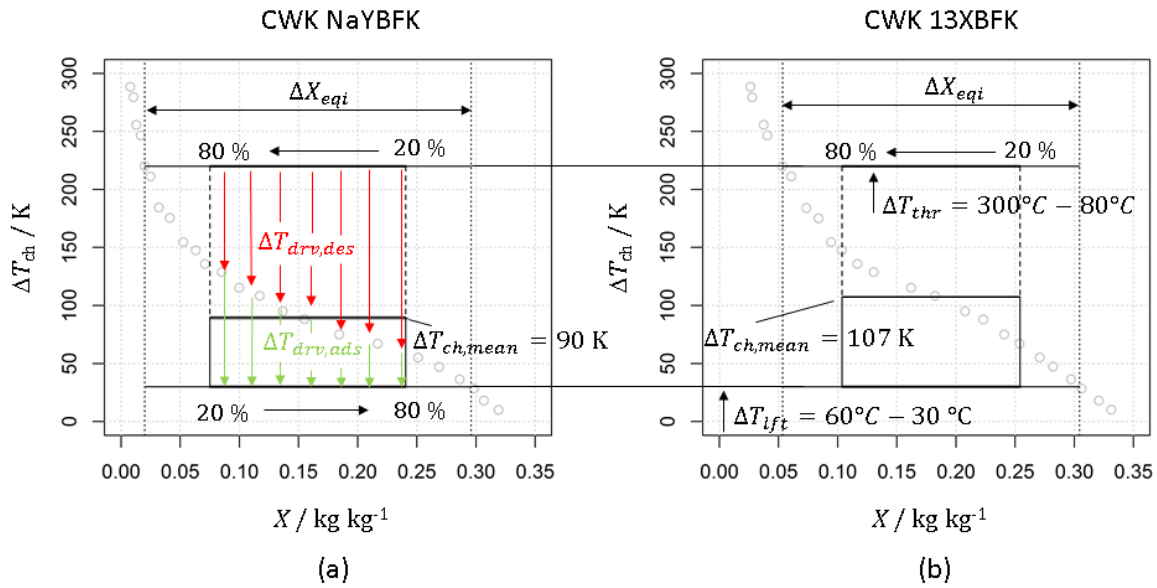 CWK NaYBFK
CWK 13XBFK
300
250
200
150
100
50
0
ΔT_ch / K
ΔX_eqi
80 %
20 %
ΔT_drv,des
ΔT_drv,ads
ΔT_ch,mean = 90 K
20 %
80 %
0.00 0.05 0.10 0.15 0.20 0.25 0.30 0.35
X / kg kg⁻¹
(a)
300
250
200
150
100
50
0
ΔT_ch / K
ΔX_eqi
80 %
20 %
ΔT_thr = 300°C − 80°C
ΔT_ch,mean = 107 K
ΔT_lft = 60°C − 30 °C
0.00 0.05 0.10 0.15 0.20 0.25 0.30 0.35
X / kg kg⁻¹
(b)